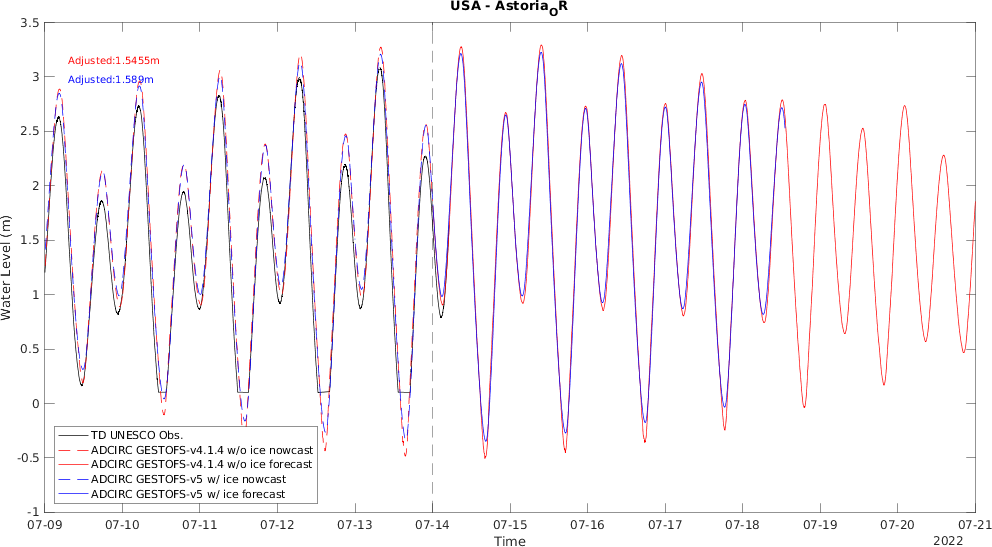 USA - Astoria_OR
Adjusted:1.5455m
Adjusted:1.589m
3.5
3
2.5
2
1.5
1
0.5
0
-0.5
-1
Water Level (m)
TD UNESCO Obs.
ADCIRC GESTOFS-v4.1.4 w/o ice nowcast
ADCIRC GESTOFS-v4.1.4 w/o ice forecast
ADCIRC GESTOFS-v5 w/ ice nowcast
ADCIRC GESTOFS-v5 w/ ice forecast
07-09 07-10 07-11 07-12 07-13 07-14 07-15 07-16 07-17 07-18 07-19 07-20 07-21
Time
2022